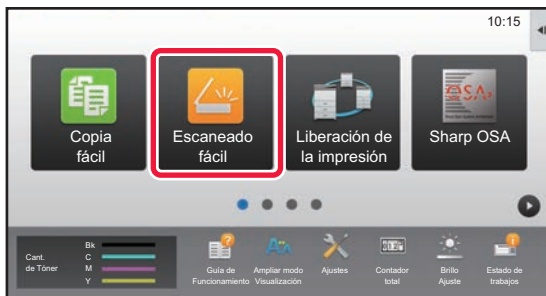 10:15
Copia
fácil
Escaneado
fácil
Liberación de
la impresión
Sharp OSA
Cant.
de Tóner
Bk
C
M
Y
Guía de
Funcionamiento
Ampliar modo
Visualización
Ajustes
Contador
total
Brillo
Ajuste
Estado de
trabajos